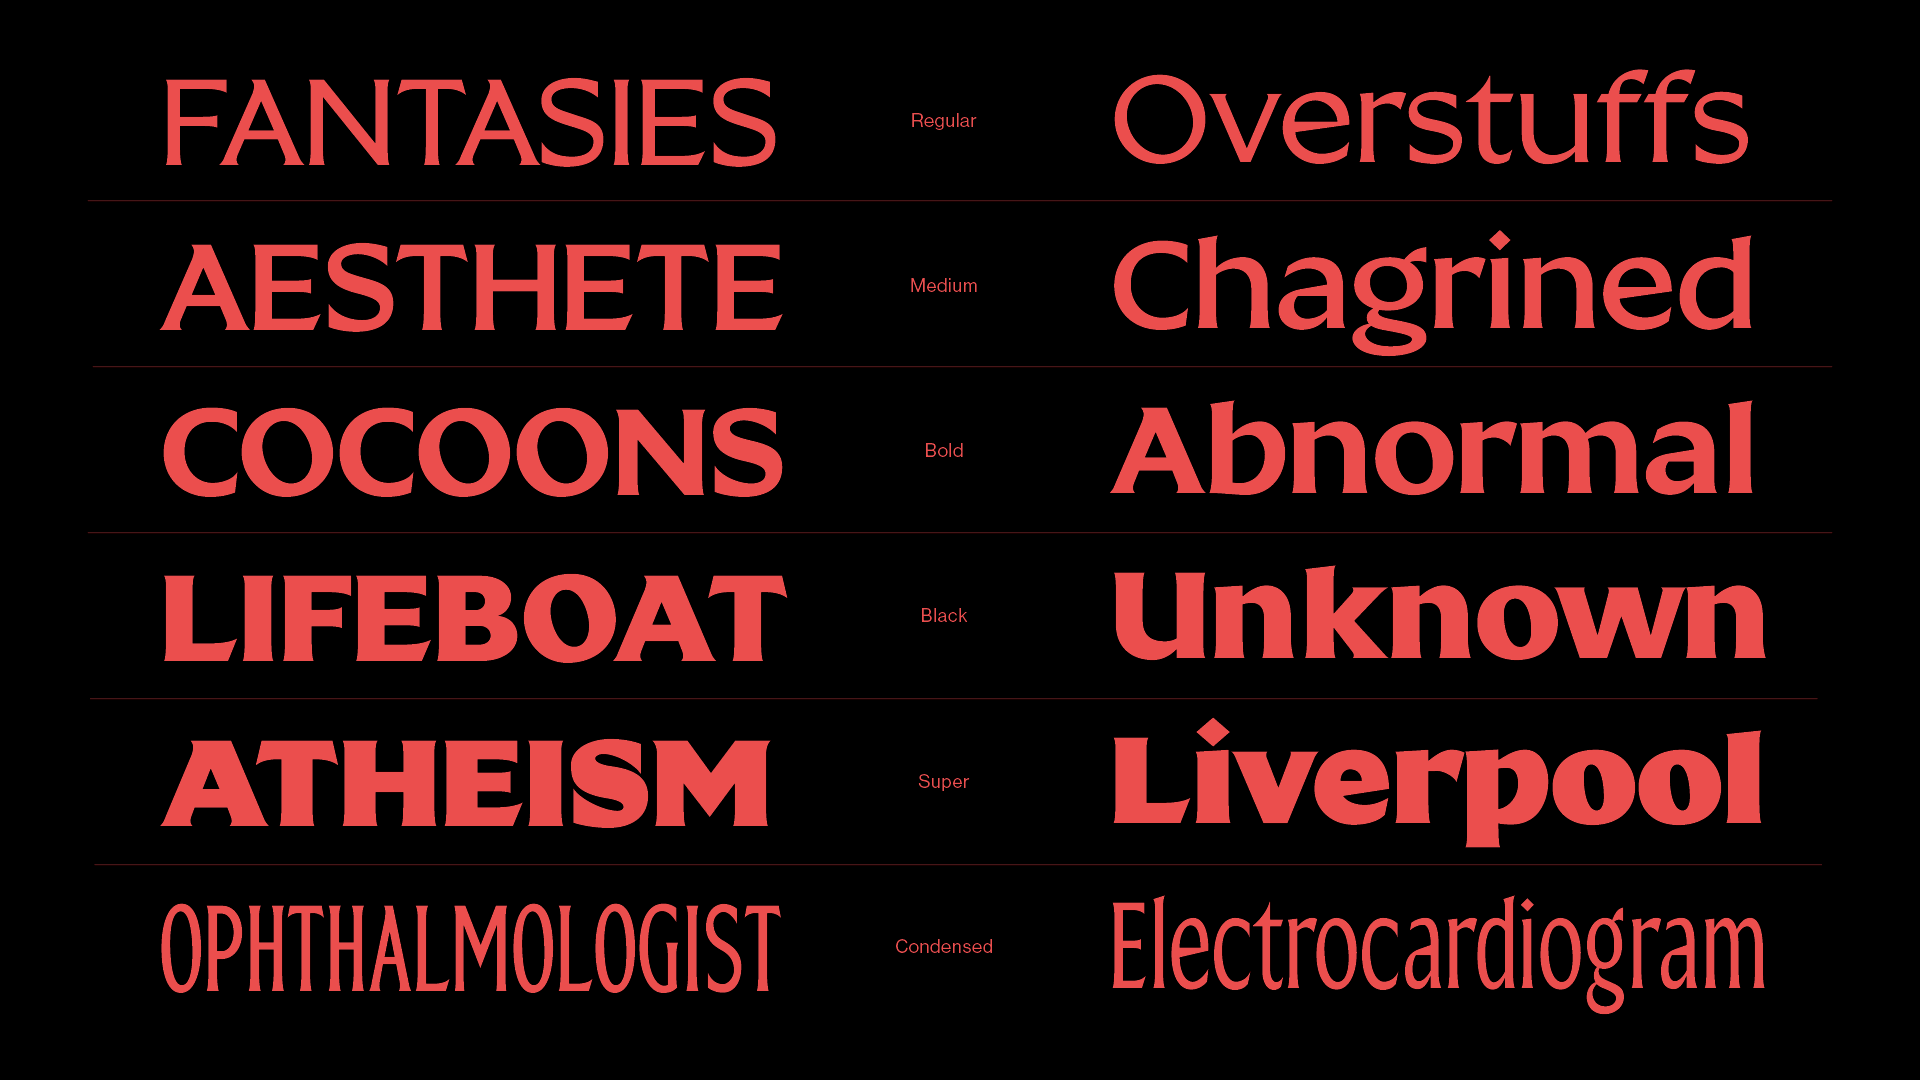 FANTASIES Regular Overstuffs
AESTHETE Medium Chagrined
COCOONS Bold Abnormal
LIFEBOAT Black Unknown
ATHEISM Super Liverpool
OPHTHALMOLOGIST Condensed Electrocardiogram